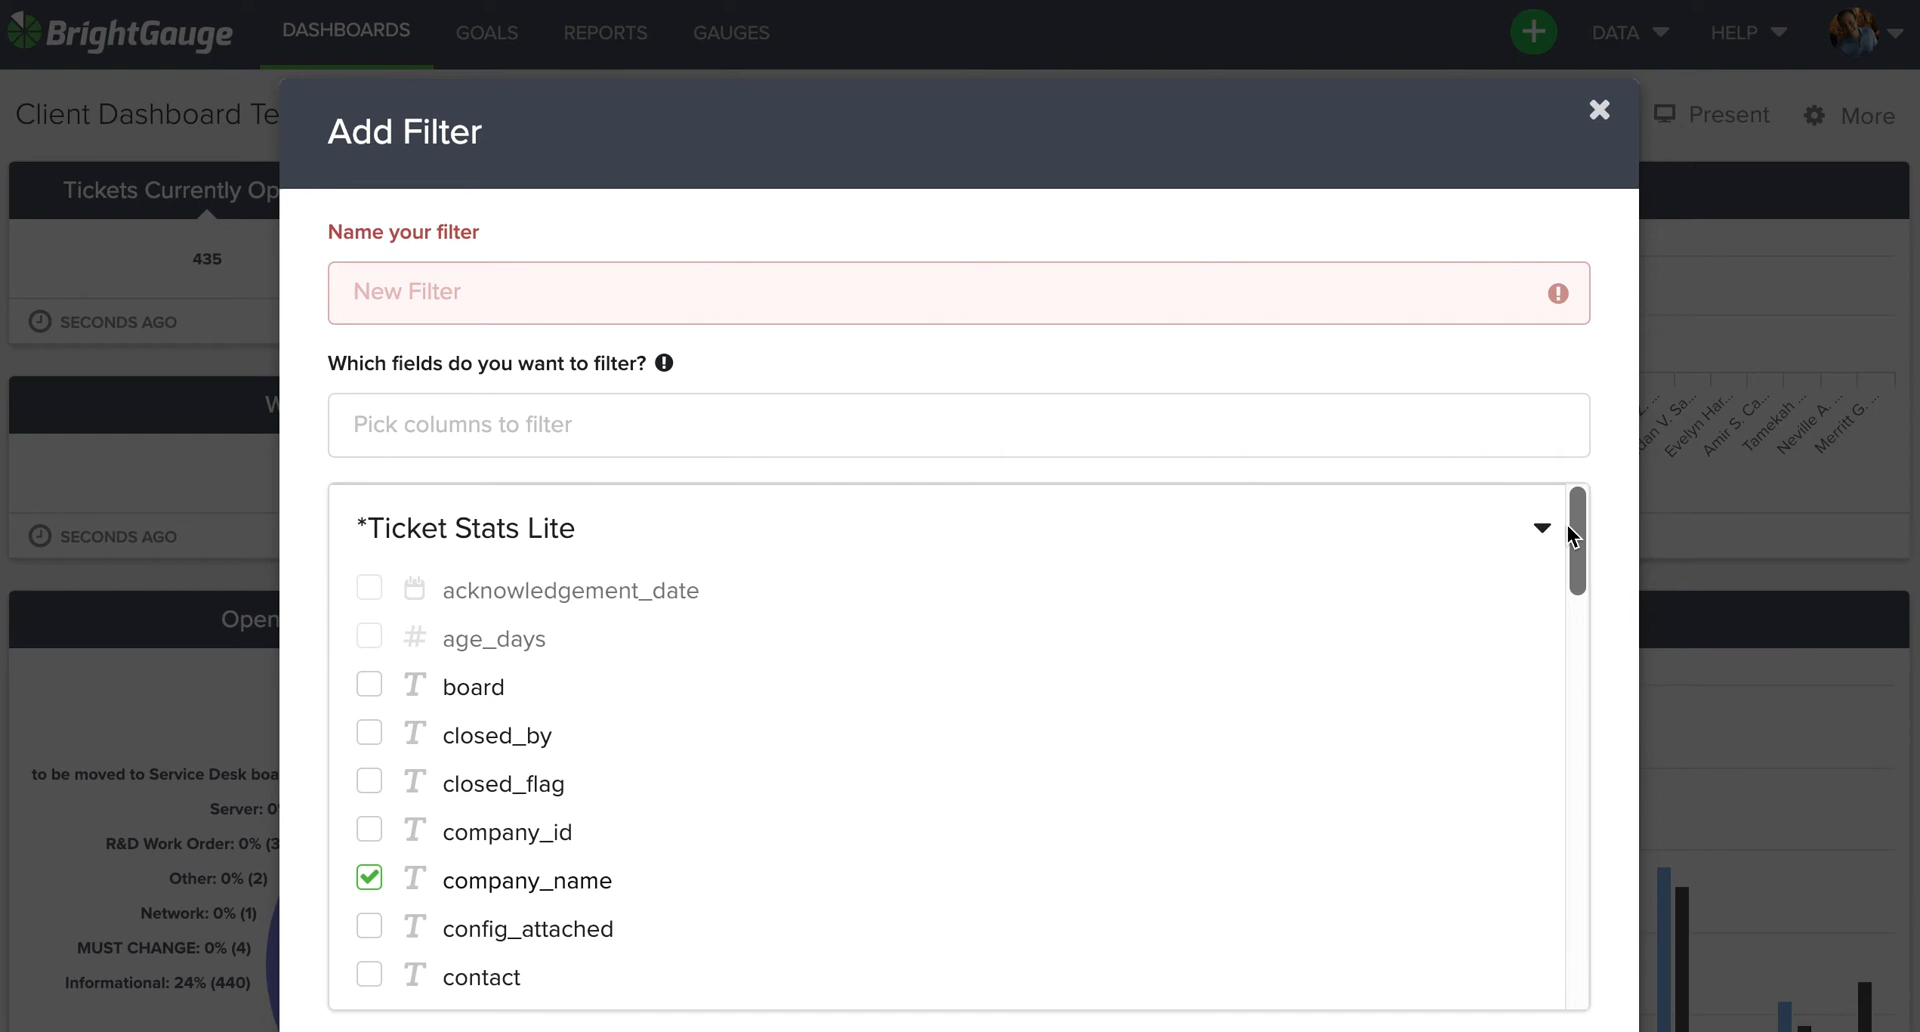 BrightGauge
DASHBOARDS
GOALS
REPORTS
GAUGES
DATA
HELP
Client Dashboard Te
Present
More
Add Filter
Tickets Currently Op
435
SECONDS AGO
Name your filter
New Filter
Which fields do you want to filter?
Pick columns to filter
W
SECONDS AGO
dan V. Sa...
Evelyn Har...
Amir S. Ca...
Tamekah ...
Neville A. ...
Merritt G. ...
*Ticket Stats Lite
acknowledgement_date
# age_days
T board
T closed_by
T closed_flag
T company_id
T company_name
T config_attached
T contact
Open
to be moved to Service Desk boa
Server: 0%
R&D Work Order: 0% (3
Other: 0% (2)
Network: 0% (1)
MUST CHANGE: 0% (4)
Informational: 24% (440)